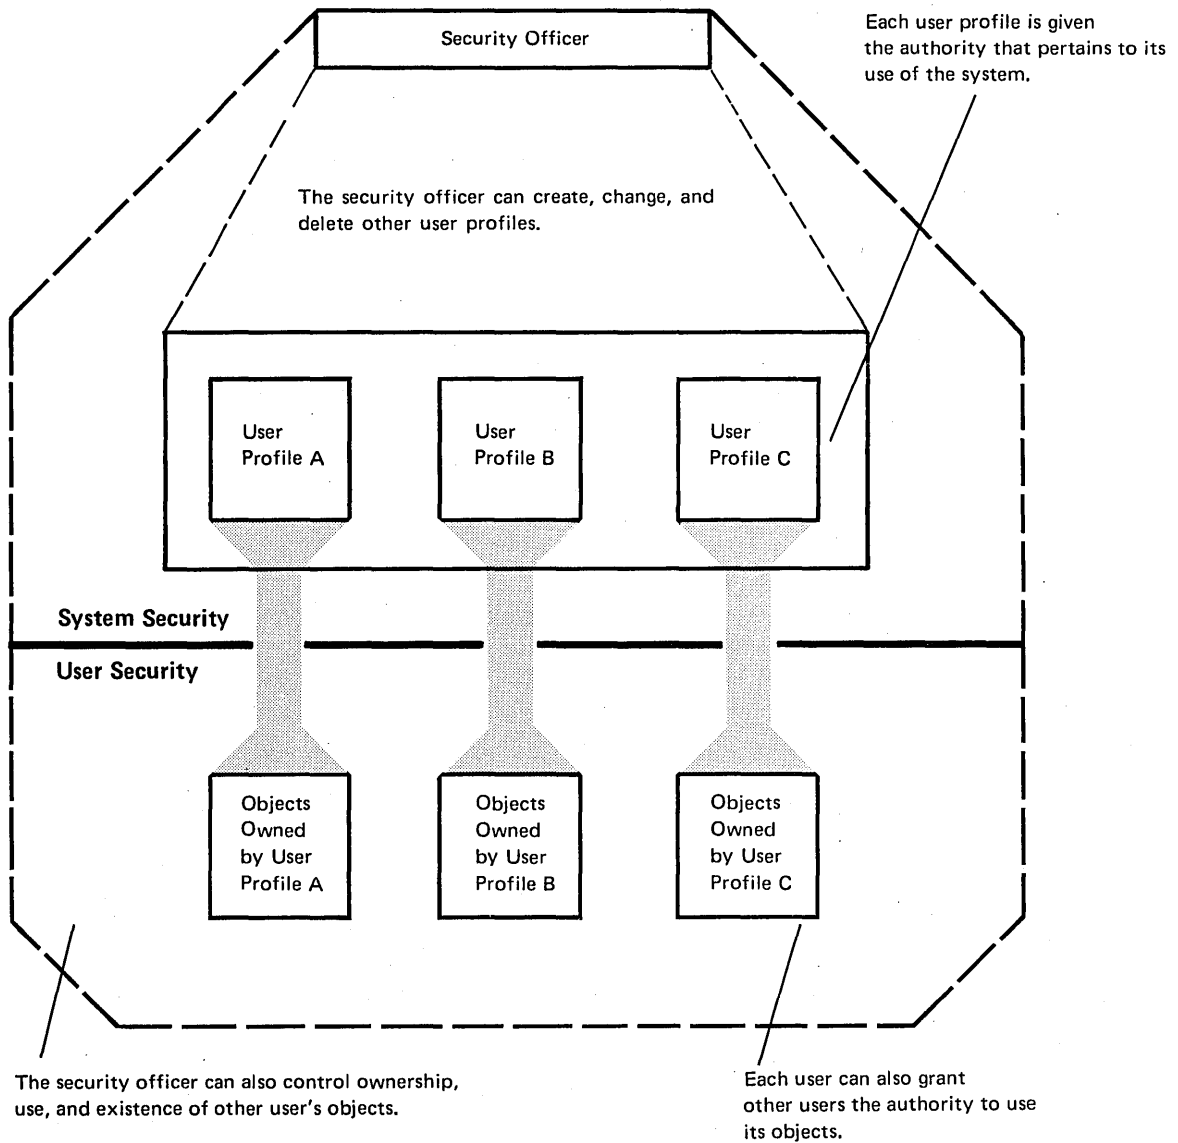 Security Officer
Each user profile is given
the authority that pertains to its
use of the system.
The security officer can create, change, and
delete other user profiles.
User
Profile A
User
Profile B
User
Profile C
System Security
User Security
Objects
Owned
by User
Profile A
Objects
Owned
by User
Profile B
Objects
Owned
by User
Profile C
The security officer can also control ownership,
use, and existence of other user's objects.
Each user can also grant
other users the authority to use
its objects.